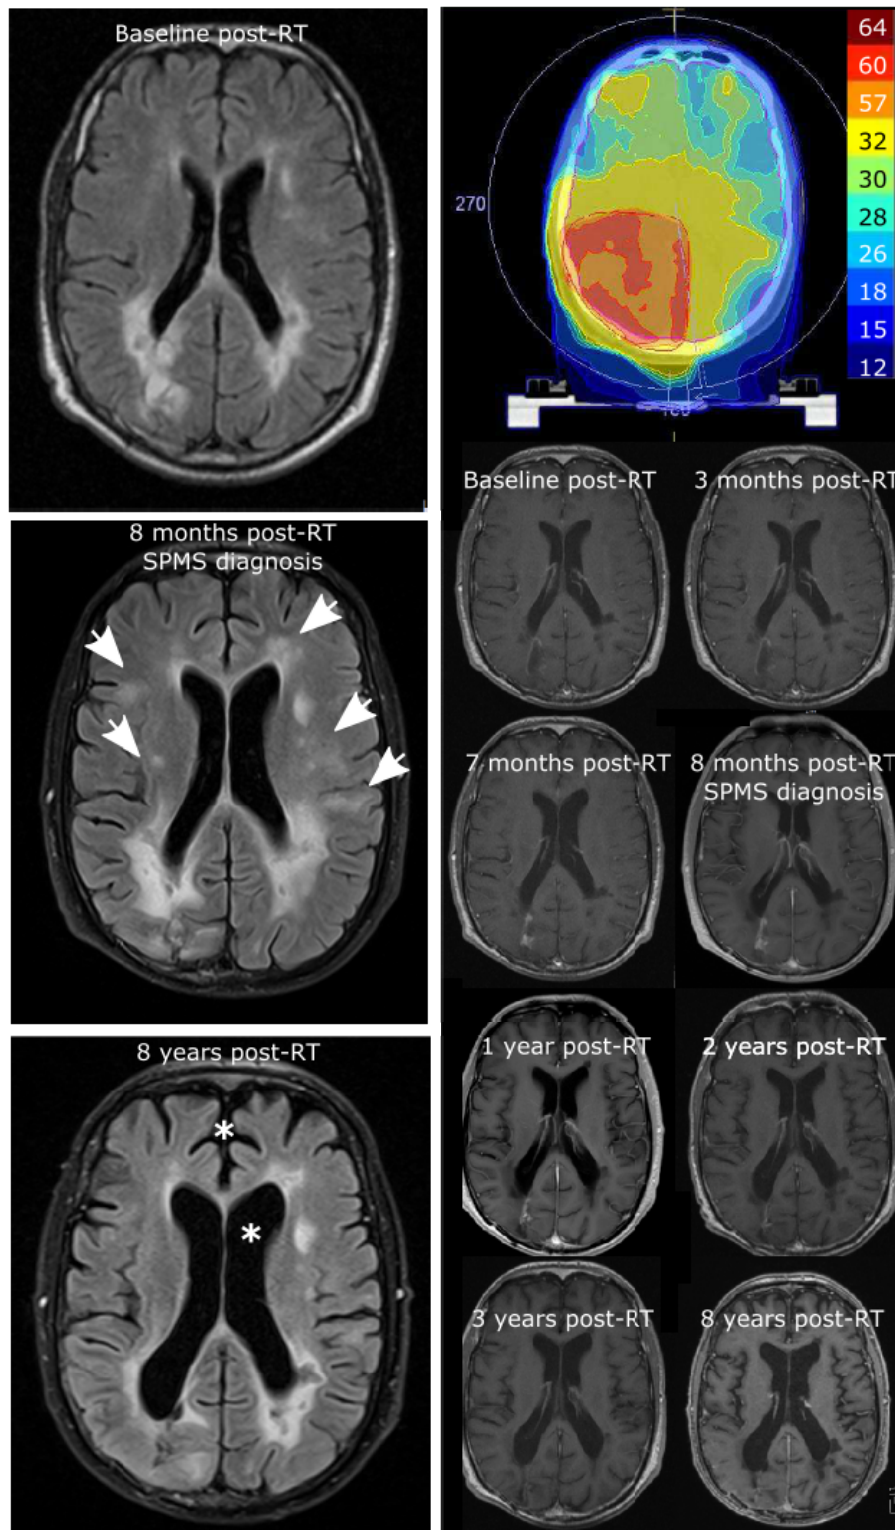 Baseline post-RT
64
60
57
32
30
28
26
18
15
12
270
Baseline post-RT
3 months post-RT
8 months post-RT
SPMS diagnosis
7 months post-RT
8 months post-RT
SPMS diagnosis
8 years post-RT
*
*
1 year post-RT
2 years post-RT
3 years post-RT
8 years post-RT